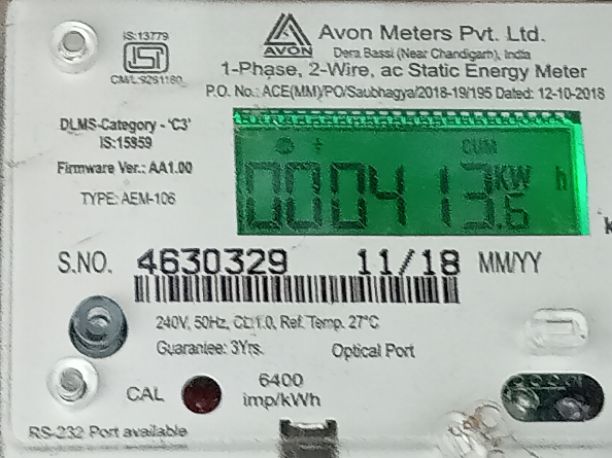 IS:13779
ISI
CM/L:9291180
AVON
Avon Meters Pvt. Ltd.
Dera Bassi (Near Chandigarh), India
1-Phase, 2-Wire, ac Static Energy Meter
P.O. No.: ACE(MM)/PO/Saubhagya/2018-19/195 Dated: 12-10-2018
DLMS-Category - 'C3'
IS:15959
Firmware Ver.: AA1.00
TYPE: AEM-106
CUM
000413.6 KW h
k
S.NO. 4630329 11/18 MM/YY
240V, 50Hz, Cl.1.0, Ref. Temp. 27°C
Guarantee: 3Yrs. Optical Port
CAL 6400
imp/kWh
RS-232 Port available